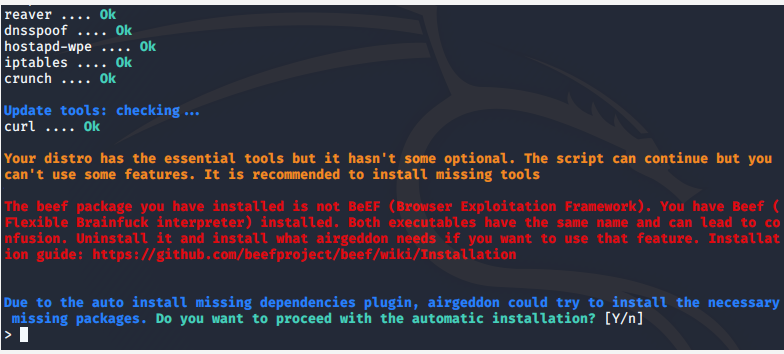 reaver .... Ok
dnsspoof .... Ok
hostapd-wpe .... Ok
iptables .... Ok
crunch .... Ok
Update tools: checking...
curl .... Ok
Your distro has the essential tools but it hasn't some optional. The script can continue but you
can't use some features. It is recommended to install missing tools
The beef package you have installed is not BeEF (Browser Exploitation Framework). You have Beef (
Flexible Brainfuck interpreter) installed. Both executables have the same name and can lead to co
nfusion. Uninstall it and install what airgeddon needs if you want to use that feature. Installat
ion guide: https://github.com/beefproject/beef/wiki/Installation
Due to the auto install missing dependencies plugin, airgeddon could try to install the necessary
missing packages. Do you want to proceed with the automatic installation? [Y/n]
>